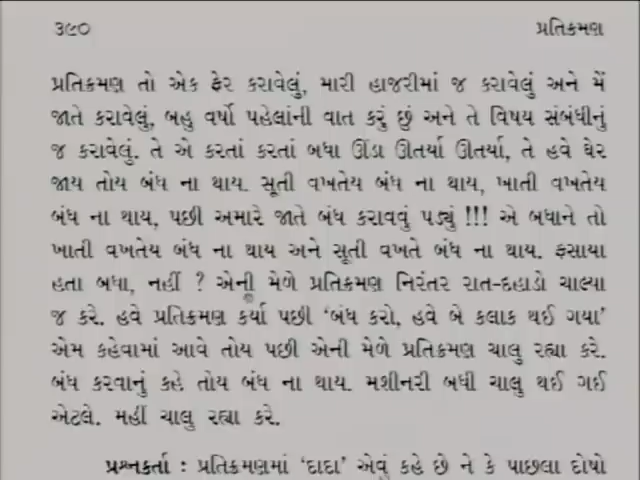 ૩૯૦
પ્રતિક્રમણ
પ્રતિક્રમણ તો એક ફેર કરાવેલું, મારી હાજરીમાં જ કરાવેલું અને મેં
જાતે કરાવેલું, બહુ વર્ષો પહેલાંની વાત કરું છું અને તે વિષય સંબંધીનું
જ કરાવેલું. તે એ કરતાં કરતાં બધા ઊંડા ઊતર્યા ઊતર્યા, તે હવે ઘેર
જાય તોય બંધ ના થાય. સૂતી વખતેય બંધ ના થાય, ખાતી વખતેય
બંધ ના થાય, પછી અમારે જાતે બંધ કરાવવું પડ્યું !!! એ બધાને તો
ખાતી વખતેય બંધ ના થાય અને સૂતી વખતે બંધ ના થાય. ફસાયા
હતા બધા, નહીં ? એની મેળે પ્રતિક્રમણ નિરંતર રાત-દહાડો ચાલ્યા
જ કરે. હવે પ્રતિક્રમણ કર્યા પછી ‘બંધ કરો, હવે બે કલાક થઈ ગયા’
એમ કહેવામાં આવે તોય પછી એની મેળે પ્રતિક્રમણ ચાલુ રહ્યા કરે.
બંધ કરવાનું કહે તોય બંધ ના થાય. મશીનરી બધી ચાલુ થઈ ગઈ
એટલે. મહીં ચાલુ રહ્યા કરે.
પ્રશ્નકર્તા : પ્રતિક્રમણમાં ‘દાદા’ એવું કહે છે ને કે પાછલા દોષો